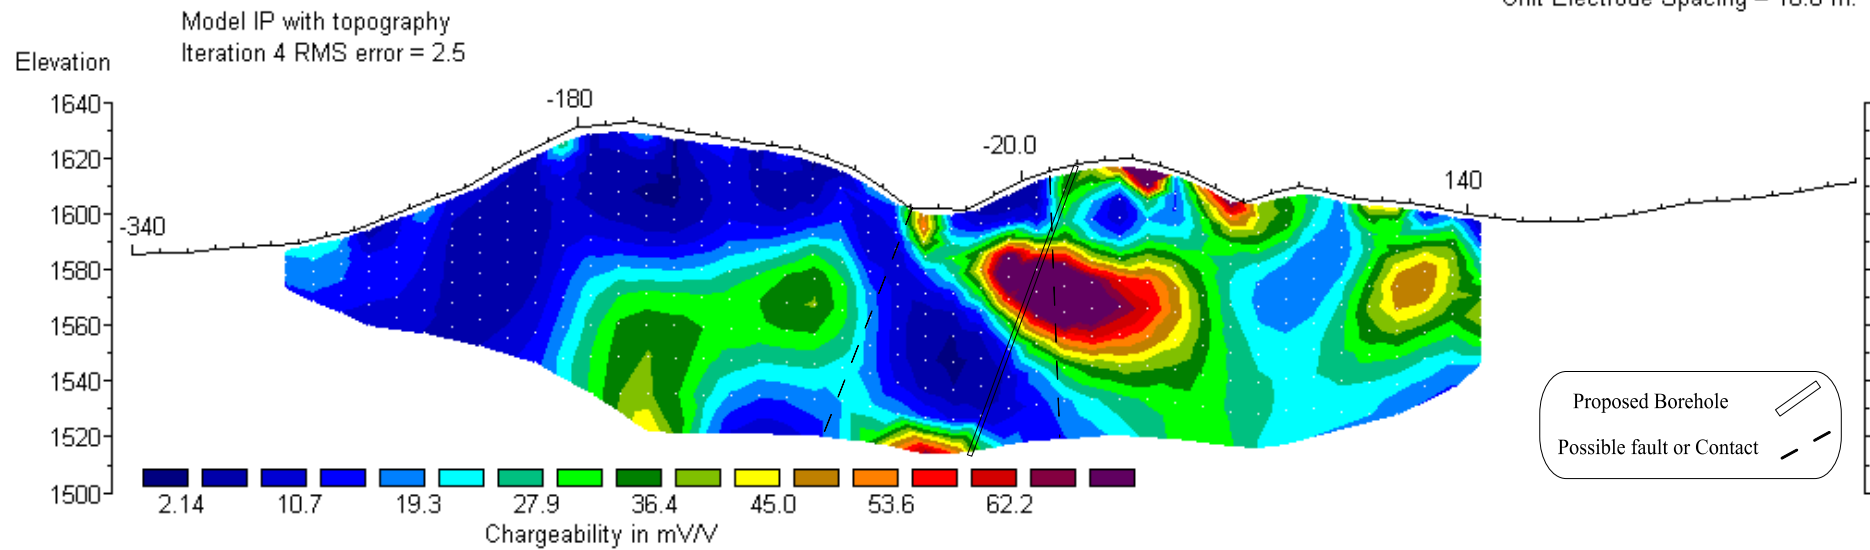 Model IP with topography
Iteration 4 RMS error = 2.5
Elevation
1640
1620
1600
1580
1560
1540
1520
1500
-340
-180
-20.0
140
2.14 10.7 19.3 27.9 36.4 45.0 53.6 62.2
Chargeability in mV/V
Proposed Borehole
Possible fault or Contact